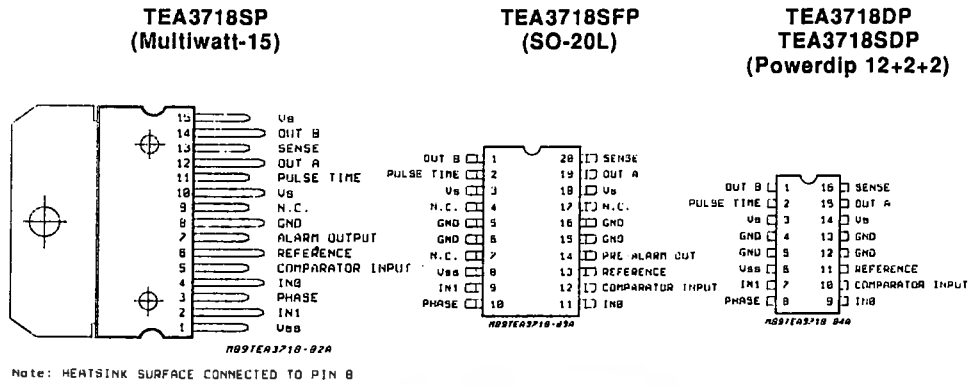 TEA3718SP
(Multiwatt-15)
15 Vs
14 OUT B
13 SENSE
12 OUT A
11 PULSE TIME
10 Vs
9 N.C.
8 GND
7 ALARM OUTPUT
6 REFERENCE
5 COMPARATOR INPUT
4 IN0
3 PHASE
2 IN1
1 Vss
M89TEA3718-02A
Note: HEATSINK SURFACE CONNECTED TO PIN 8
TEA3718SFP
(SO-20L)
OUT B 1 20 SENSE
PULSE TIME 2 19 OUT A
Vs 3 18 Vs
N.C. 4 17 N.C.
GND 5 16 GND
GND 6 15 GND
N.C. 7 14 PRE ALARM OUT
Vss 8 13 REFERENCE
IN1 9 12 COMPARATOR INPUT
PHASE 10 11 IN0
M89TEA3718-03A
TEA3718DP
TEA3718SDP
(Powerdip 12+2+2)
OUT B 1 16 SENSE
PULSE TIME 2 15 OUT A
Vs 3 14 Vs
GND 4 13 GND
GND 5 12 GND
Vss 6 11 REFERENCE
IN1 7 10 COMPARATOR INPUT
PHASE 8 9 IN0
M89TEA3718-04A